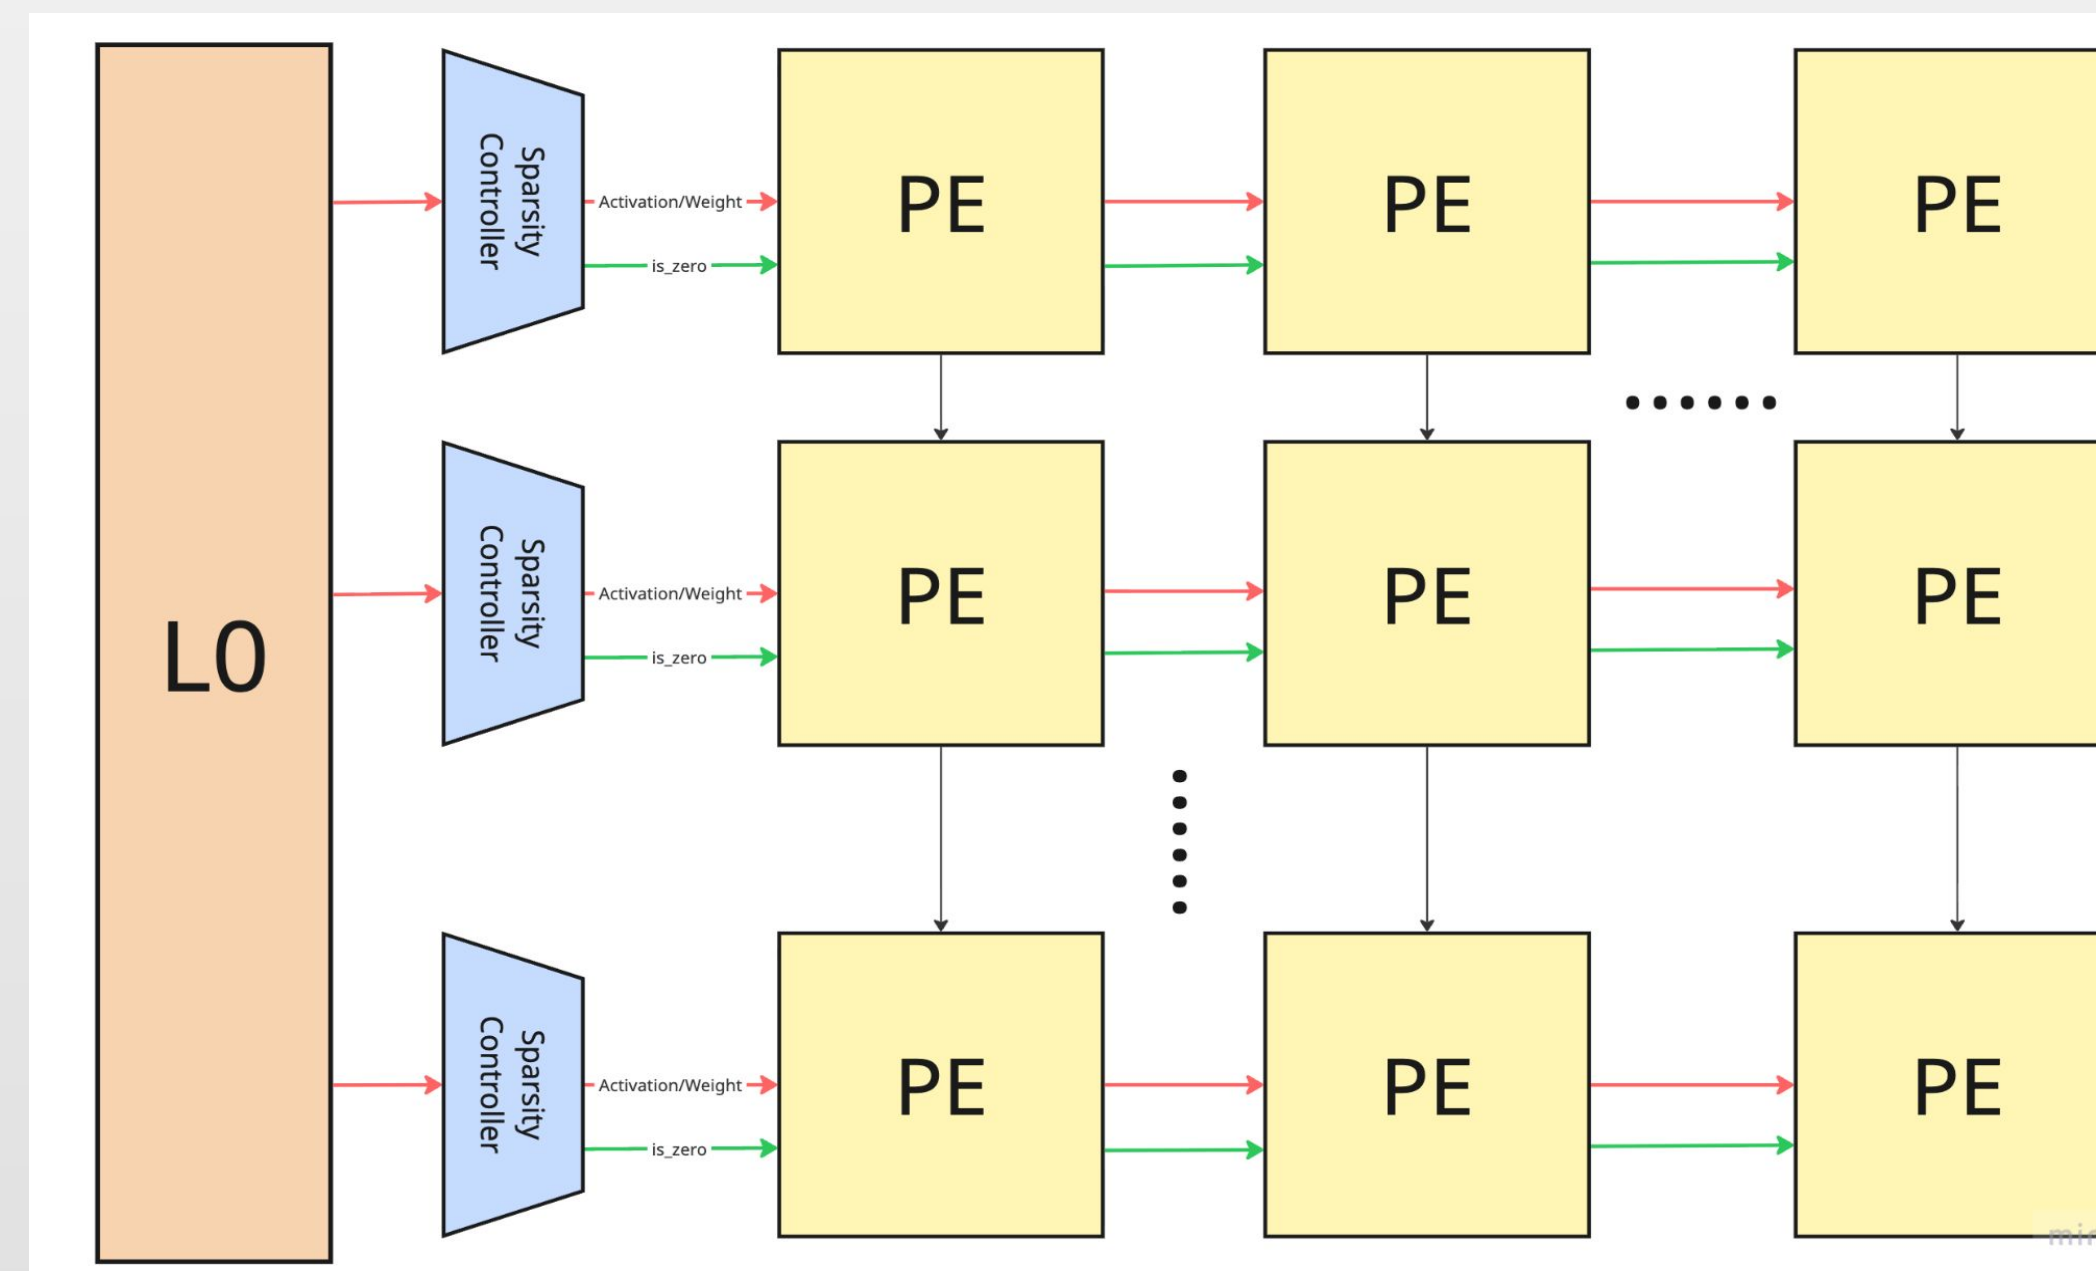 L0
Sparsity
Controller
Activation/Weight
is_zero
PE
PE
PE
Sparsity
Controller
Activation/Weight
is_zero
PE
PE
PE
Sparsity
Controller
Activation/Weight
is_zero
PE
PE
PE